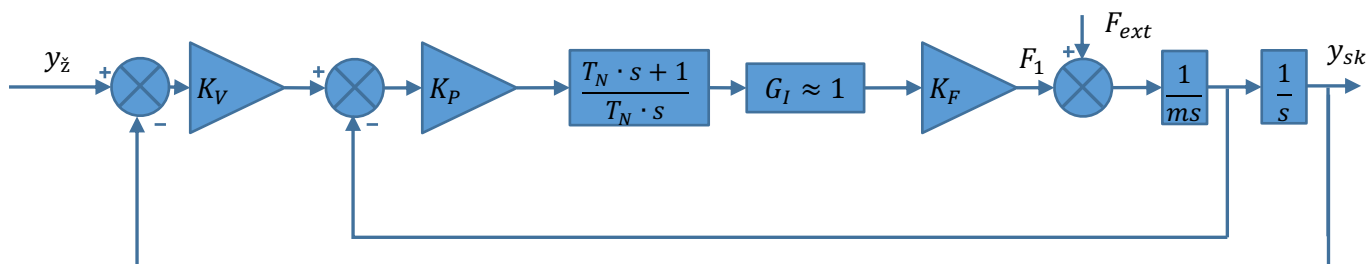 y_ž
+
−
K_V
+
−
K_P
T_N · s + 1
T_N · s
G_I ≈ 1
K_F
F_1
+
F_ext
1
ms
1
s
y_sk